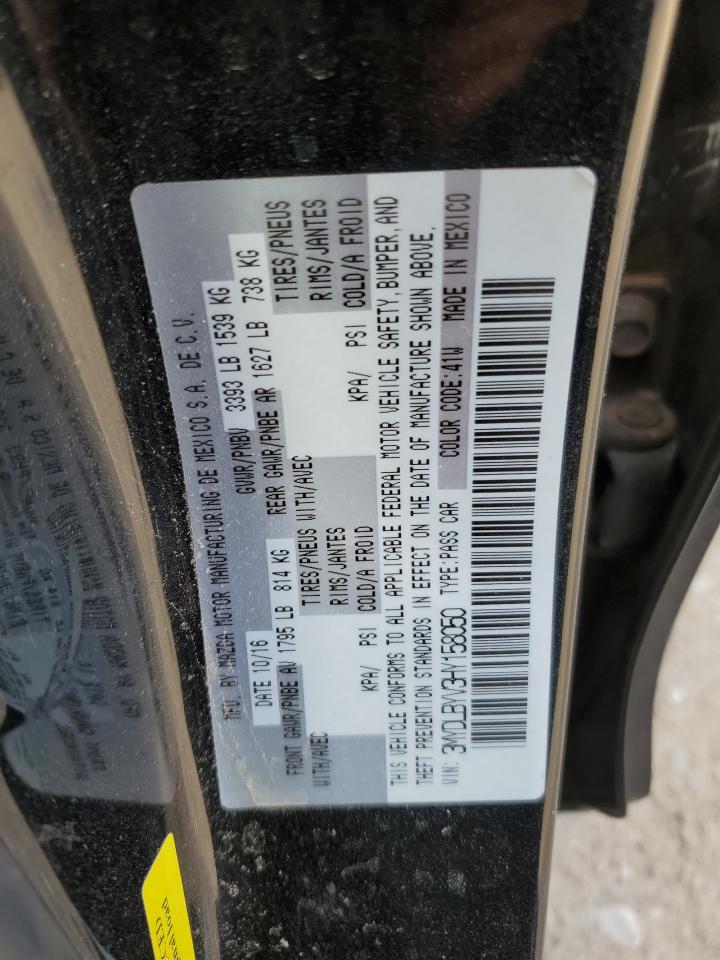 MFD. BY MAZDA MOTOR MANUFACTURING DE MEXICO S.A. DE C.V.
DATE 10/16 GVWR/PNBV 3393 LB 1539 KG
FRONT GAWR/PNBE AV 1795 LB 814 KG REAR GAWR/PNBE AR 1627 LB 738 KG
WITH/AVEC TIRES/PNEUS WITH/AVEC TIRES/PNEUS
RIMS/JANTES RIMS/JANTES
KPA/ PSI COLD/A FROID KPA/ PSI COLD/A FROID
THIS VEHICLE CONFORMS TO ALL APPLICABLE FEDERAL MOTOR VEHICLE SAFETY, BUMPER, AND
THEFT PREVENTION STANDARDS IN EFFECT ON THE DATE OF MANUFACTURE SHOWN ABOVE.
VIN: 3MYDLBYV3HY158050 TYPE:PASS CAR COLOR CODE:41W MADE IN MEXICO
CED
onal load